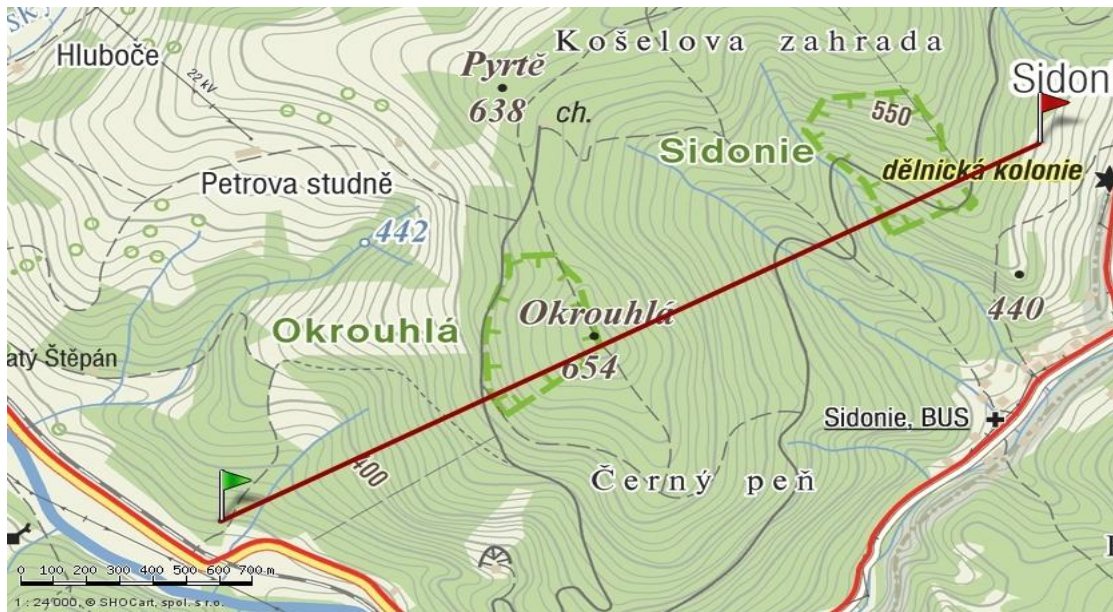 Hluboče
22 kV
Pyrtě
638
ch.
Košelova zahrada
550
Sidonie
Sidon
dělnická kolonie
Petrova studně
442
Okrouhlá
Okrouhlá
654
440
atý Štěpán
Sidonie, BUS
400
Černý peň
0 100 200 300 400 500 600 700 m
1 : 24 000, © SHOCart, spol. s r.o.